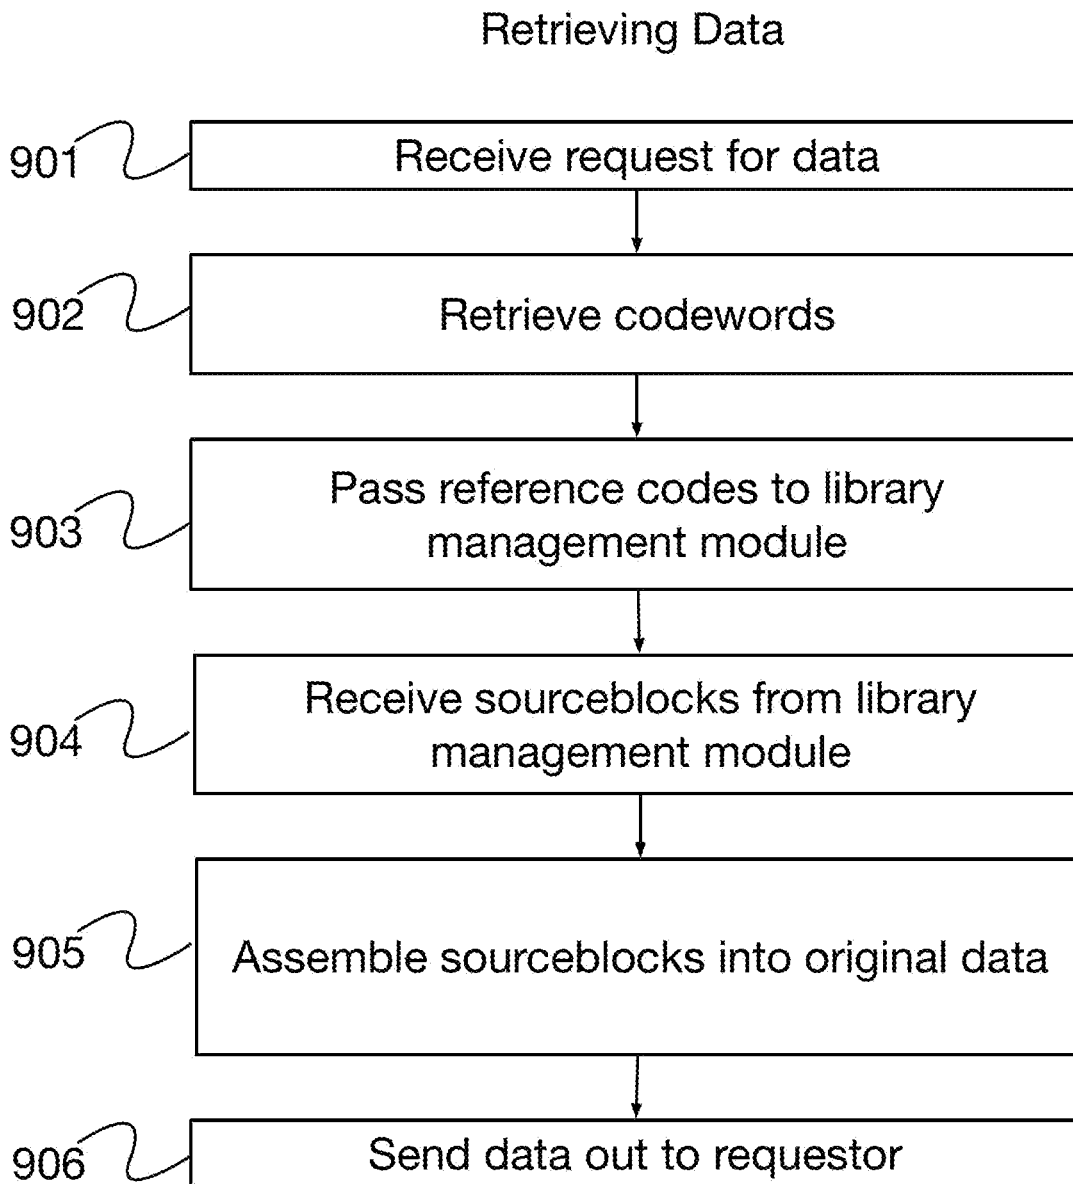 Retrieving Data
901
Receive request for data
902
Retrieve codewords
903
Pass reference codes to library
management module
904
Receive sourceblocks from library
management module
905
Assemble sourceblocks into original data
906
Send data out to requestor